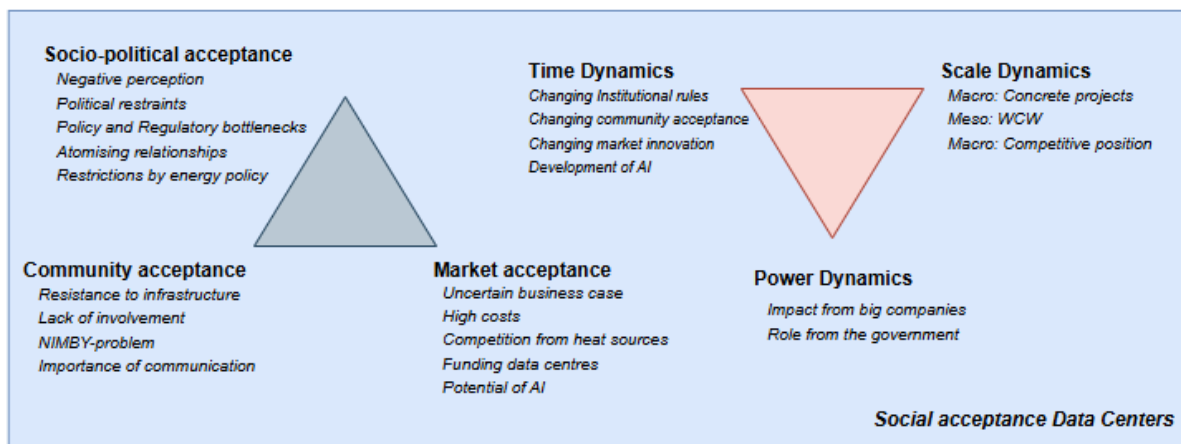 Socio-political acceptance
Negative perception
Political restraints
Policy and Regulatory bottlenecks
Atomising relationships
Restrictions by energy policy
Community acceptance
Resistance to infrastructure
Lack of involvement
NIMBY-problem
Importance of communication
Market acceptance
Uncertain business case
High costs
Competition from heat sources
Funding data centres
Potential of AI
Time Dynamics
Changing Institutional rules
Changing community acceptance
Changing market innovation
Development of AI
Scale Dynamics
Macro: Concrete projects
Meso: WCW
Macro: Competitive position
Power Dynamics
Impact from big companies
Role from the government
Social acceptance Data Centers